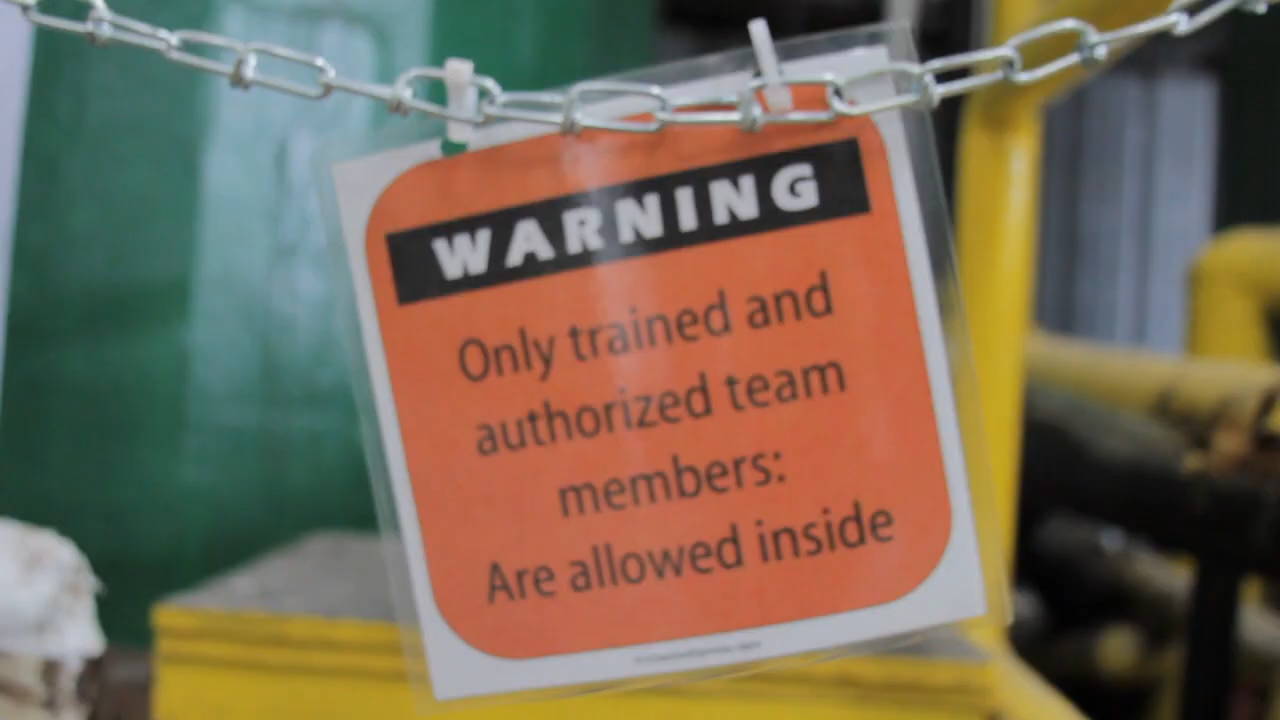 WARNING
Only trained and
authorized team
members:
Are allowed inside